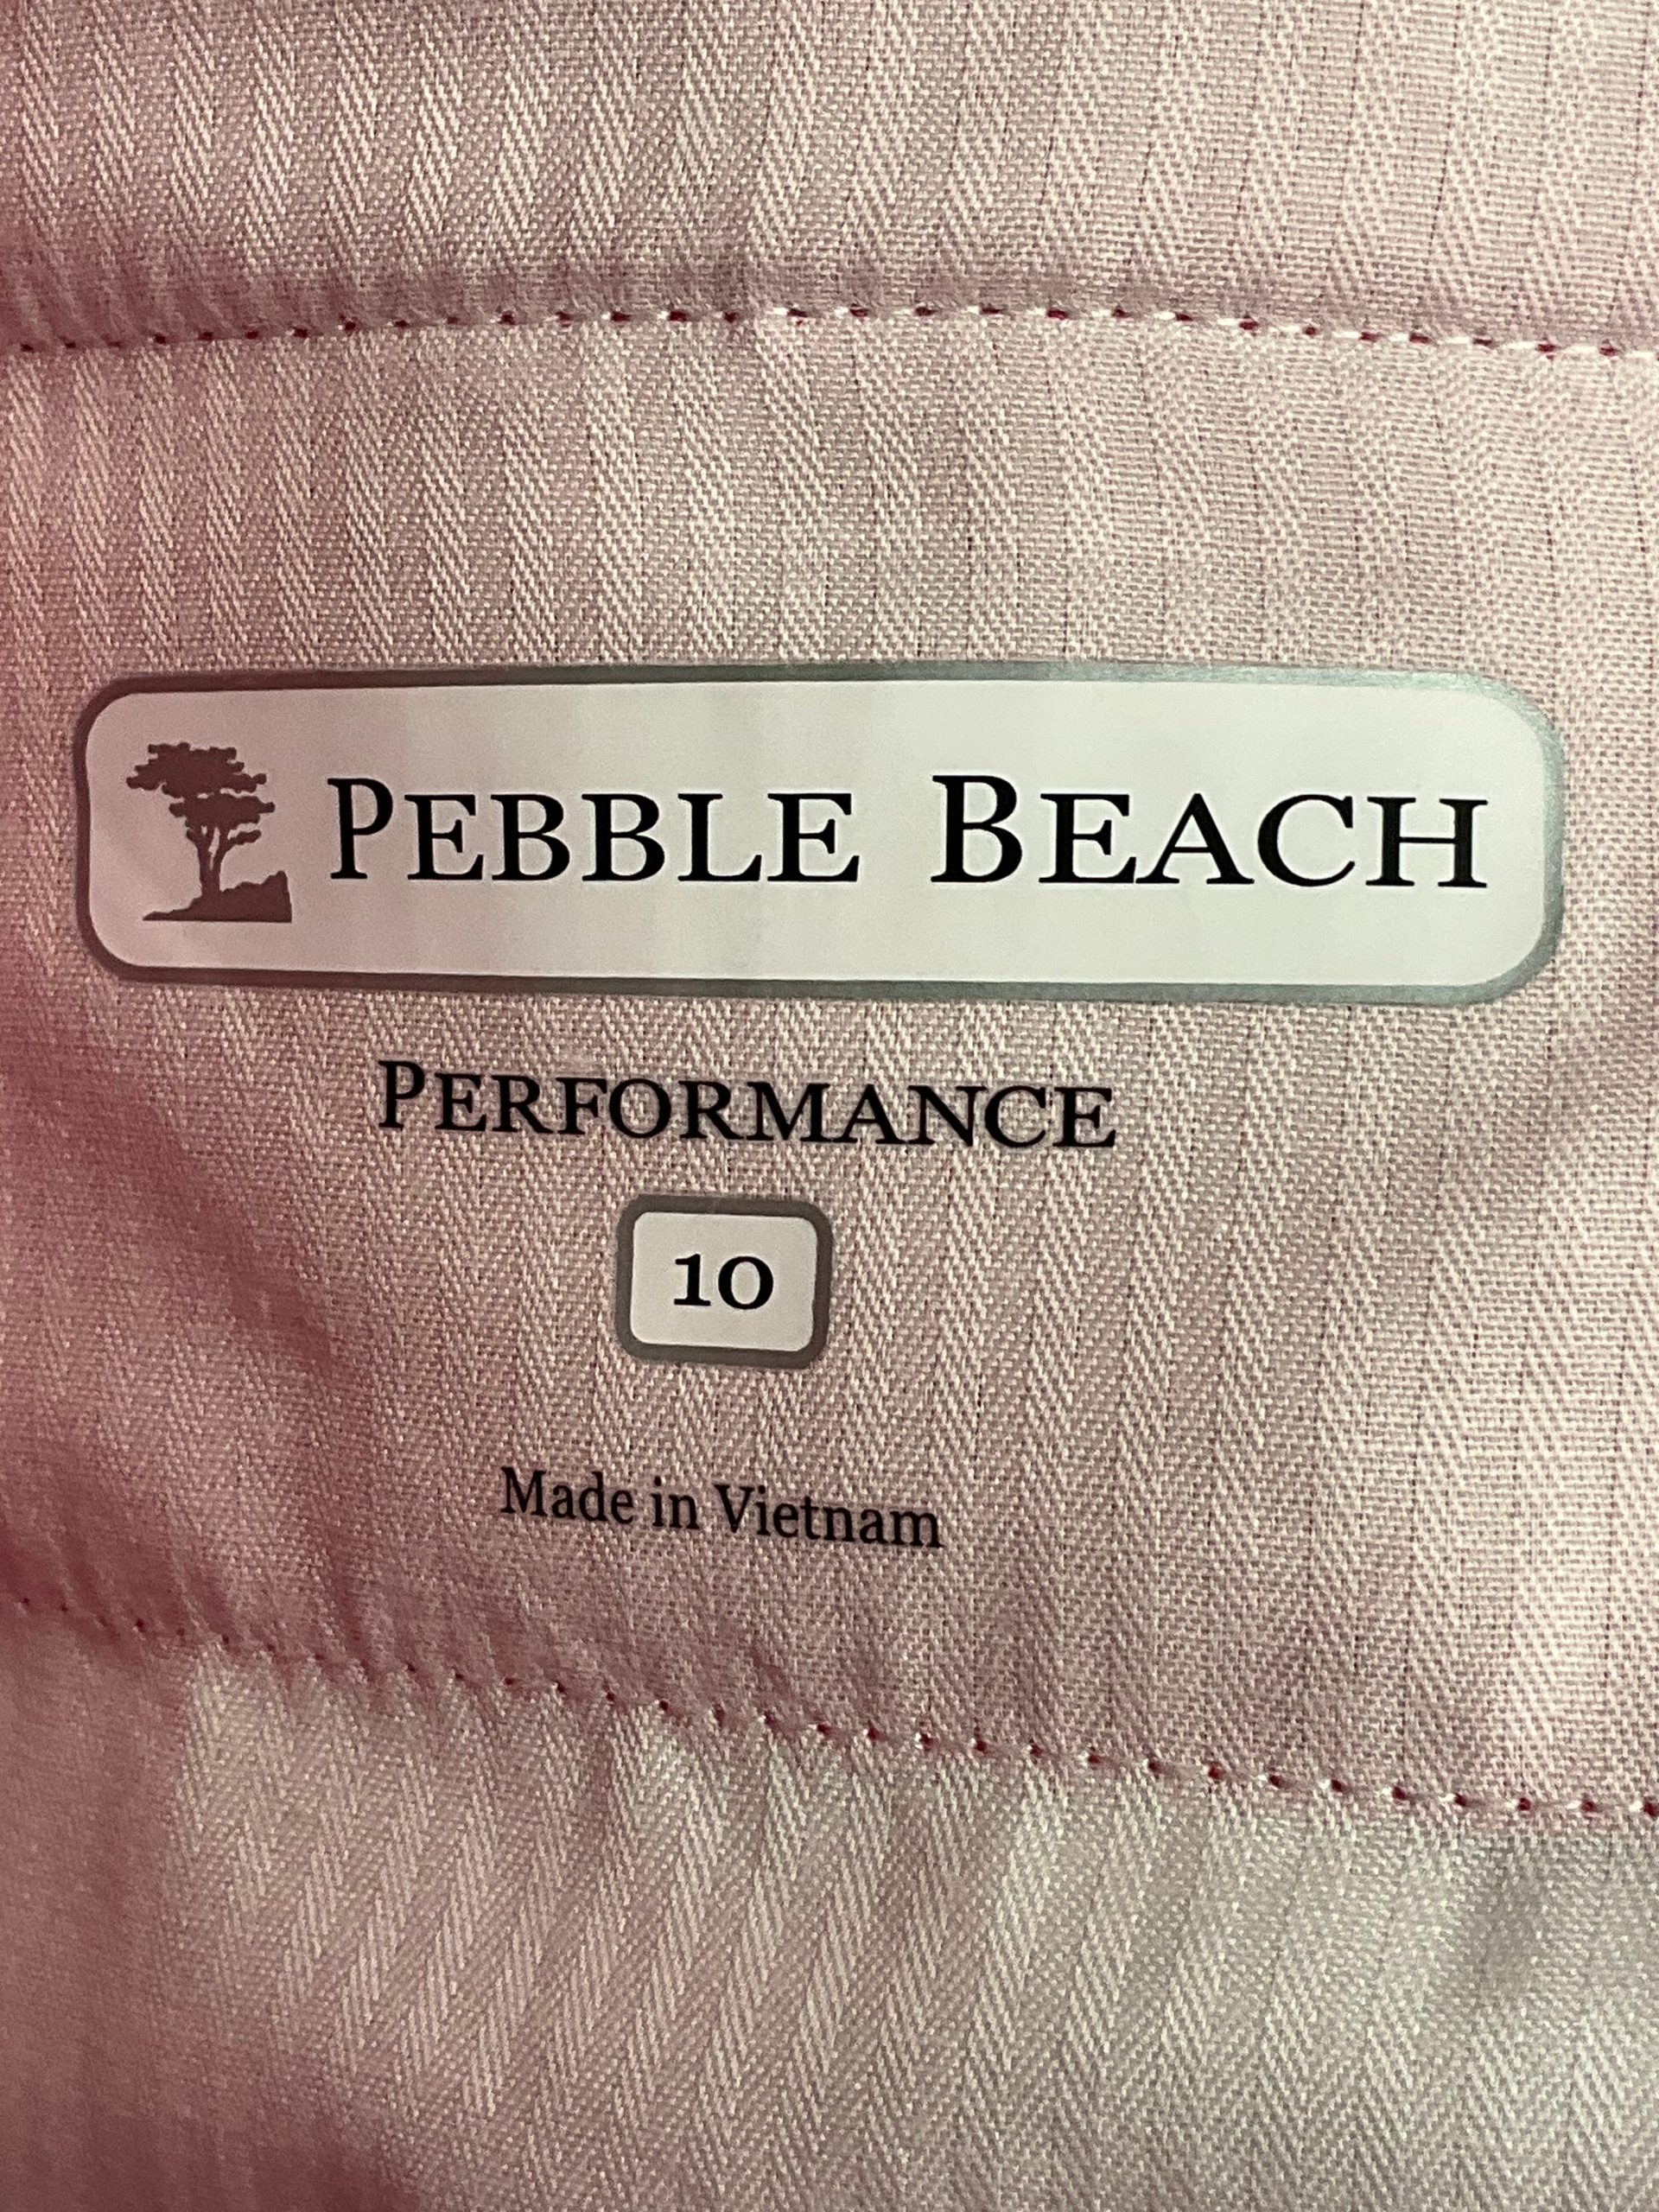 PEBBLE BEACH
PERFORMANCE
10
Made in Vietnam